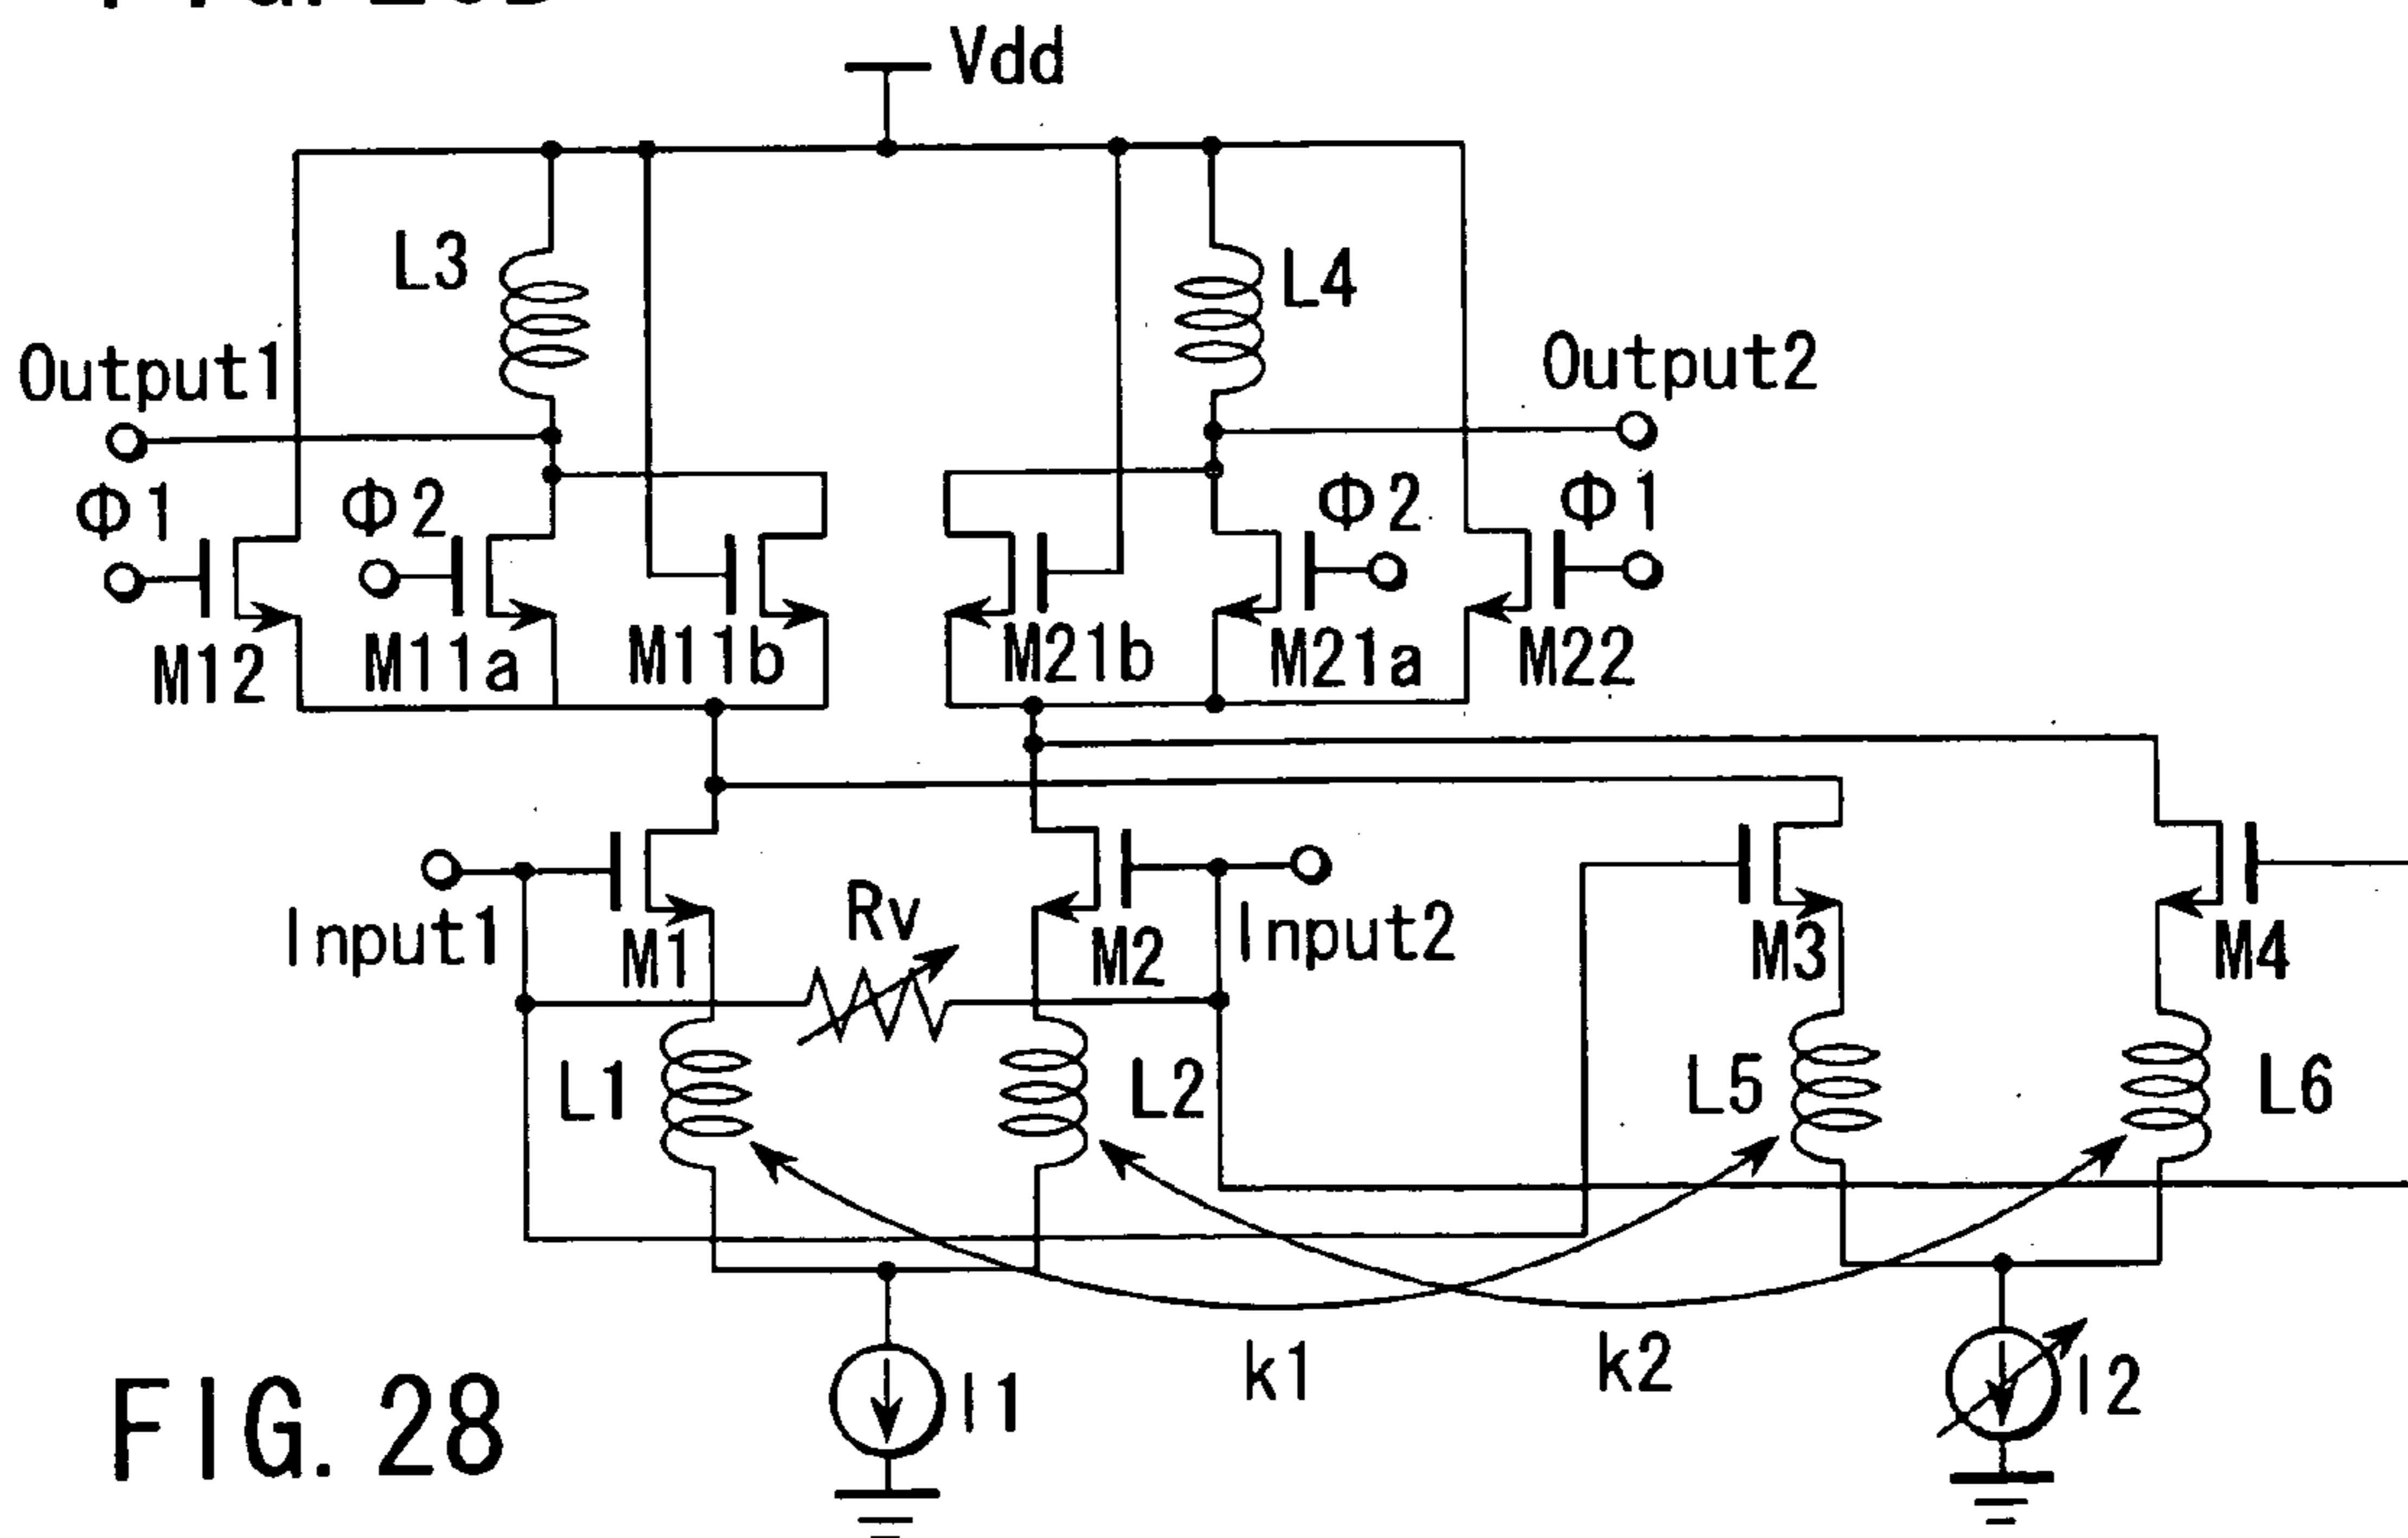 Vdd
L3
L4
Output1
Output2
Φ1
Φ2
Φ2
Φ1
M12
M11a
M11b
M21b
M21a
M22
Input1
M1
Rv
M2
Input2
M3
M4
L1
L2
L5
L6
k1
k2
I1
I2
FIG. 28